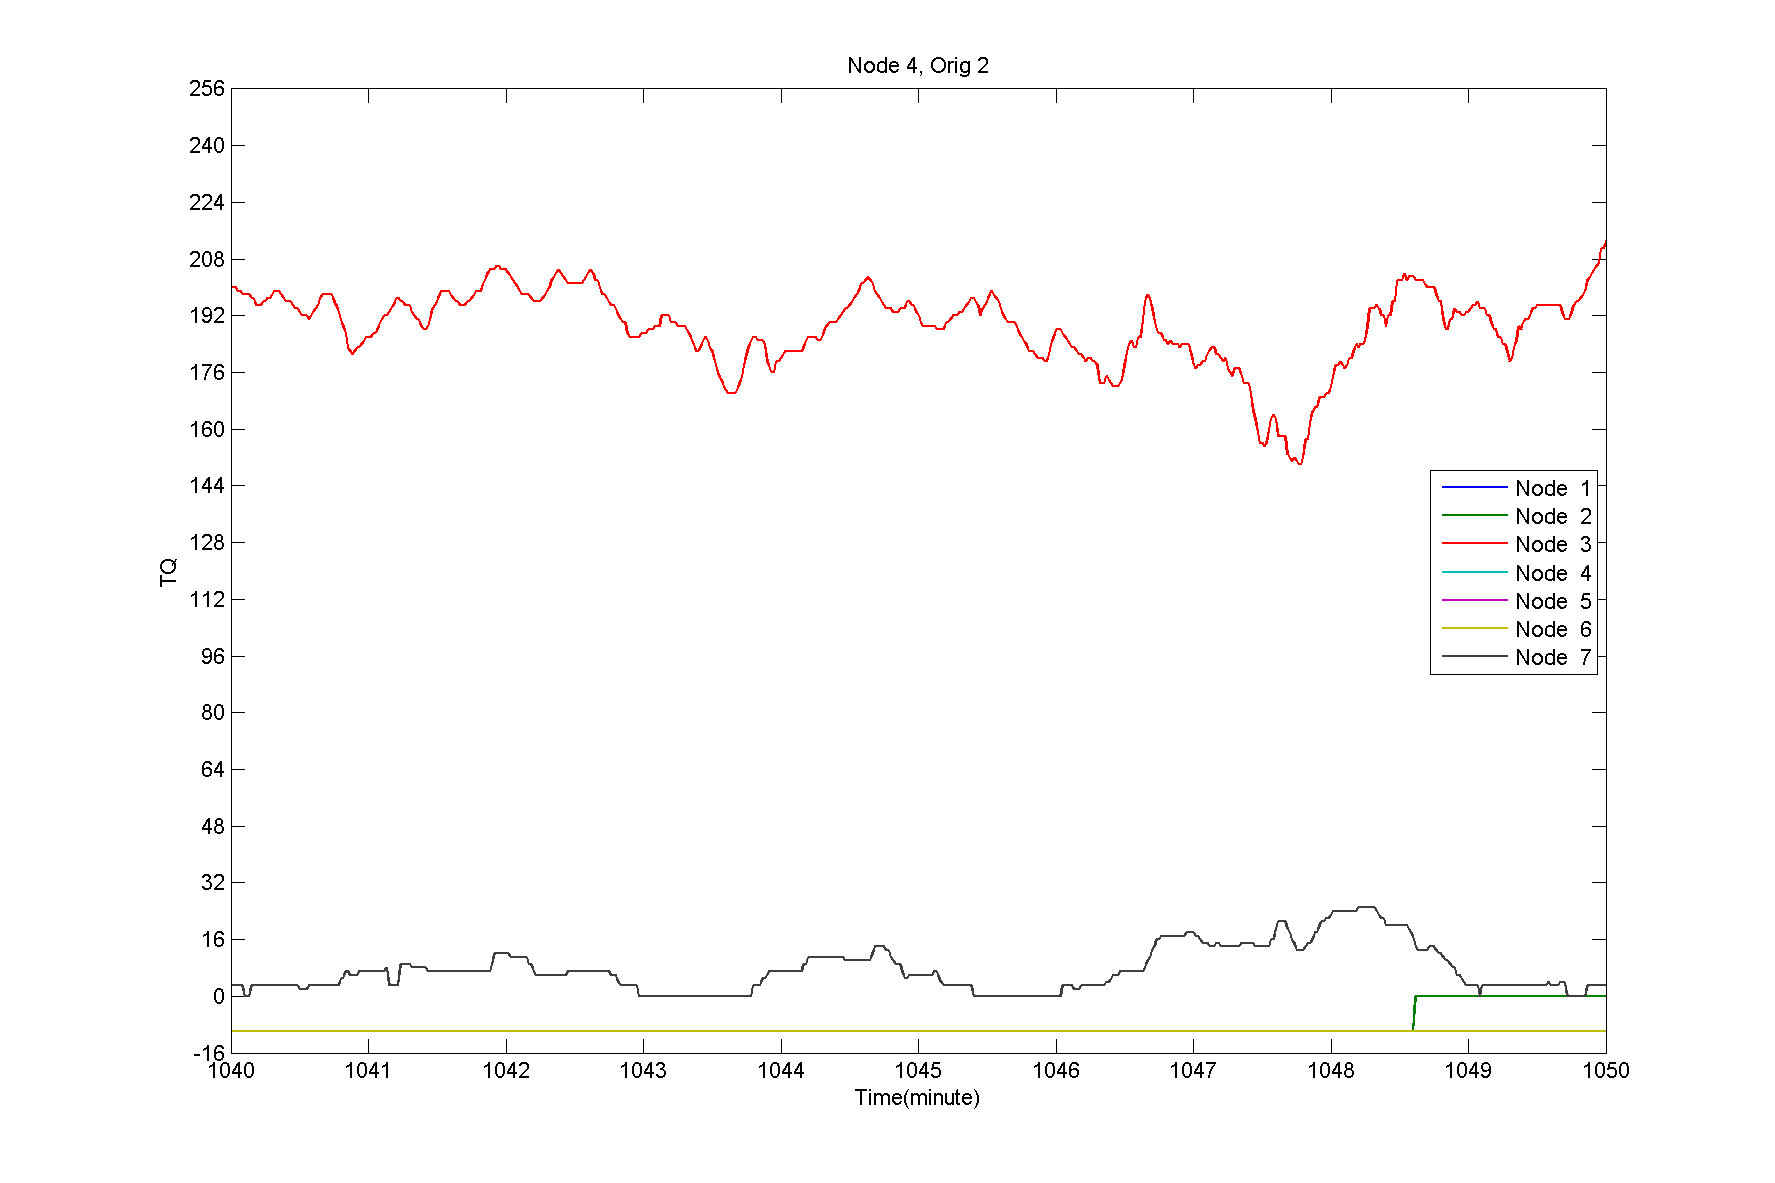 Node 4, Orig 2
256
240
224
208
192
176
160
144
128
112
96
80
64
48
32
16
0
-16
TQ
Node 1
Node 2
Node 3
Node 4
Node 5
Node 6
Node 7
1040 1041 1042 1043 1044 1045 1046 1047 1048 1049 1050
Time(minute)